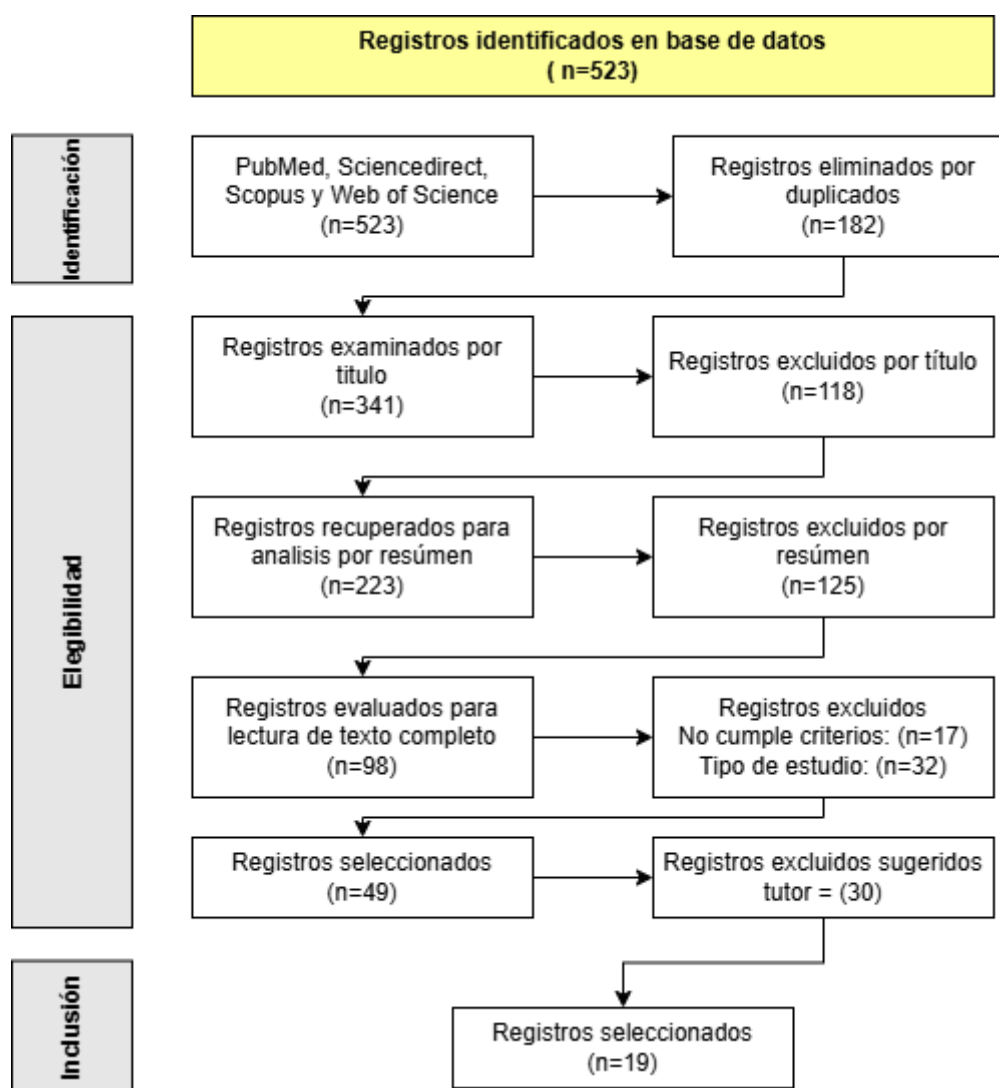 Registros identificados en base de datos
( n=523)
Identificación
PubMed, Sciencedirect,
Scopus y Web of Science
(n=523)
Registros eliminados por
duplicados
(n=182)
Elegibilidad
Registros examinados por
titulo
(n=341)
Registros excluidos por título
(n=118)
Registros recuperados para
analisis por resúmen
(n=223)
Registros excluidos por
resúmen
(n=125)
Registros evaluados para
lectura de texto completo
(n=98)
Registros excluidos
No cumple criterios: (n=17)
Tipo de estudio: (n=32)
Registros seleccionados
(n=49)
Registros excluidos sugeridos
tutor = (30)
Inclusión
Registros seleccionados
(n=19)